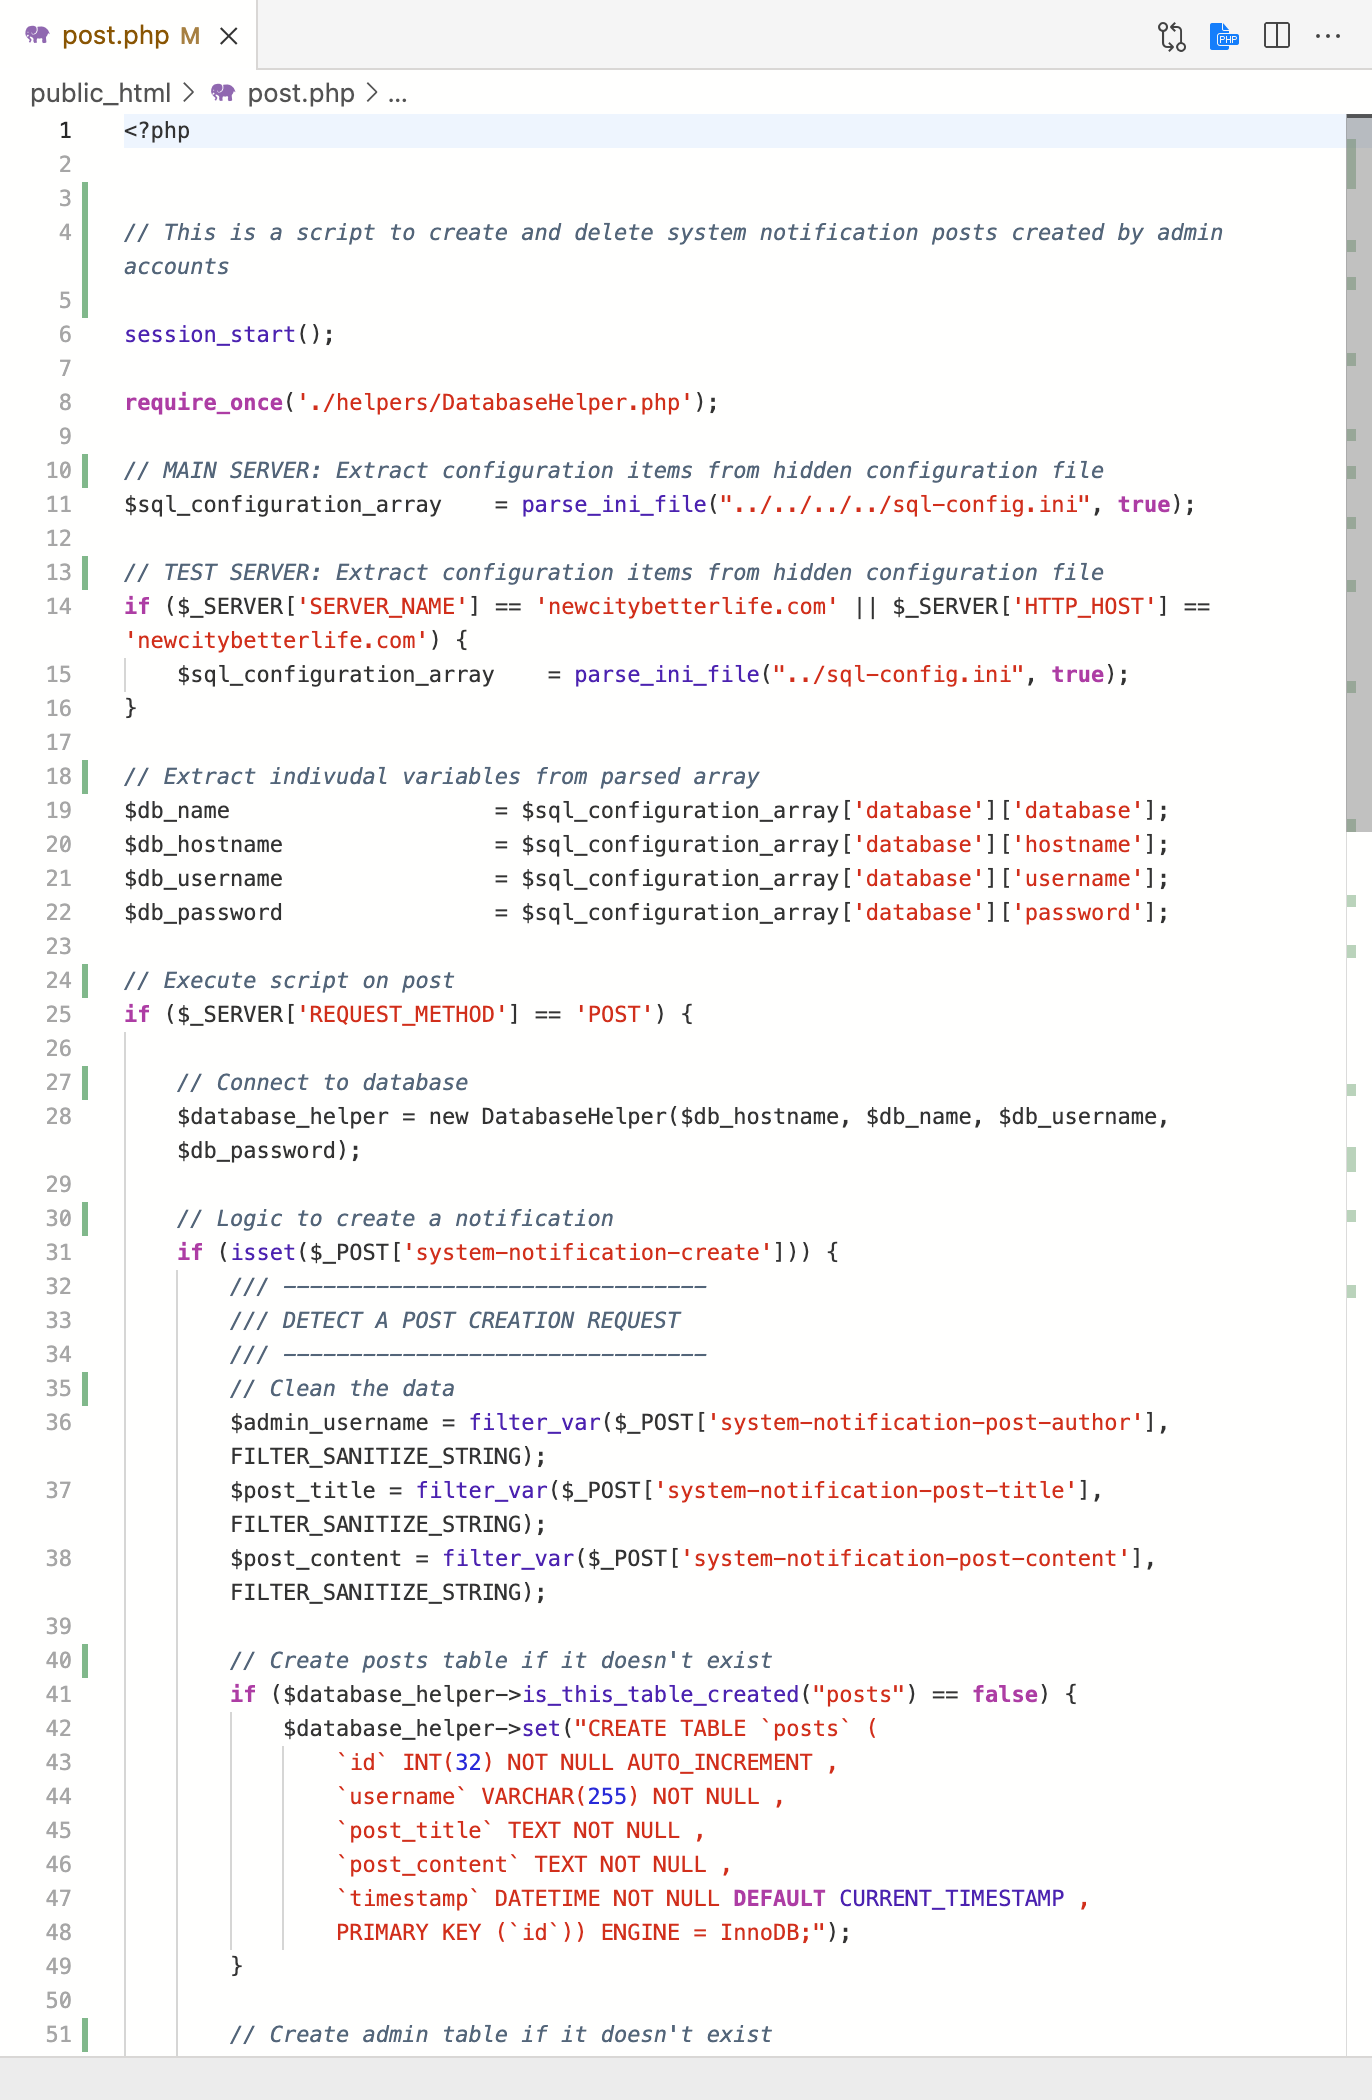 post.php M
public_html > post.php > ...
1 <?php
2
3
4 // This is a script to create and delete system notification posts created by admin
accounts
5
6 session_start();
7
8 require_once('./helpers/DatabaseHelper.php');
9
10 // MAIN SERVER: Extract configuration items from hidden configuration file
11 $sql_configuration_array    = parse_ini_file("../../../../sql-config.ini", true);
12
13 // TEST SERVER: Extract configuration items from hidden configuration file
14 if ($_SERVER['SERVER_NAME'] == 'newcitybetterlife.com' || $_SERVER['HTTP_HOST'] ==
'newcitybetterlife.com') {
15     $sql_configuration_array    = parse_ini_file("../sql-config.ini", true);
16 }
17
18 // Extract indivudal variables from parsed array
19 $db_name                    = $sql_configuration_array['database']['database'];
20 $db_hostname                = $sql_configuration_array['database']['hostname'];
21 $db_username                = $sql_configuration_array['database']['username'];
22 $db_password                = $sql_configuration_array['database']['password'];
23
24 // Execute script on post
25 if ($_SERVER['REQUEST_METHOD'] == 'POST') {
26
27     // Connect to database
28     $database_helper = new DatabaseHelper($db_hostname, $db_name, $db_username,
$db_password);
29
30     // Logic to create a notification
31     if (isset($_POST['system-notification-create'])) {
32         /// --------------------------------
33         /// DETECT A POST CREATION REQUEST
34         /// --------------------------------
35         // Clean the data
36         $admin_username = filter_var($_POST['system-notification-post-author'],
FILTER_SANITIZE_STRING);
37         $post_title = filter_var($_POST['system-notification-post-title'],
FILTER_SANITIZE_STRING);
38         $post_content = filter_var($_POST['system-notification-post-content'],
FILTER_SANITIZE_STRING);
39
40         // Create posts table if it doesn't exist
41         if ($database_helper->is_this_table_created("posts") == false) {
42             $database_helper->set("CREATE TABLE `posts` (
43                 `id` INT(32) NOT NULL AUTO_INCREMENT ,
44                 `username` VARCHAR(255) NOT NULL ,
45                 `post_title` TEXT NOT NULL ,
46                 `post_content` TEXT NOT NULL ,
47                 `timestamp` DATETIME NOT NULL DEFAULT CURRENT_TIMESTAMP ,
48                 PRIMARY KEY (`id`)) ENGINE = InnoDB;");
49         }
50
51         // Create admin table if it doesn't exist